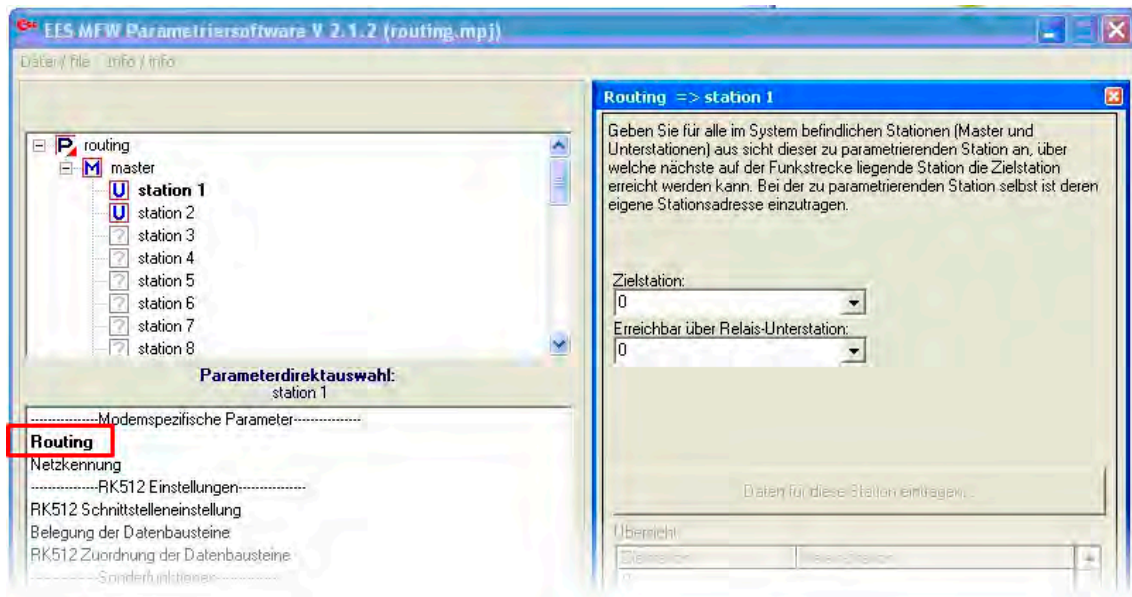 EES MFW Parametriersoftware V 2.1.2 (routing.mpj)
Datei / file Info / info
routing
master
station 1
station 2
station 3
station 4
station 5
station 6
station 7
station 8
Parameterdirektauswahl:
station 1
---------------Modemspezifische Parameter---------------
Routing
Netzkennung
---------------RK512 Einstellungen---------------
RK512 Schnittstelleneinstellung
Belegung der Datenbausteine
RK512 Zuordnung der Datenbausteine
---------------Sonderfunktionen---------------
Routing => station 1
Geben Sie für alle im System befindlichen Stationen (Master und
Unterstationen) aus sicht dieser zu parametrierenden Station an, über
welche nächste auf der Funkstrecke liegende Station die Zielstation
erreicht werden kann. Bei der zu parametrierenden Station selbst ist deren
eigene Stationsadresse einzutragen.
Zielstation:
0
Erreichbar über Relais-Unterstation:
0
Daten für diese Station eintragen...
Übersicht
Zielstation